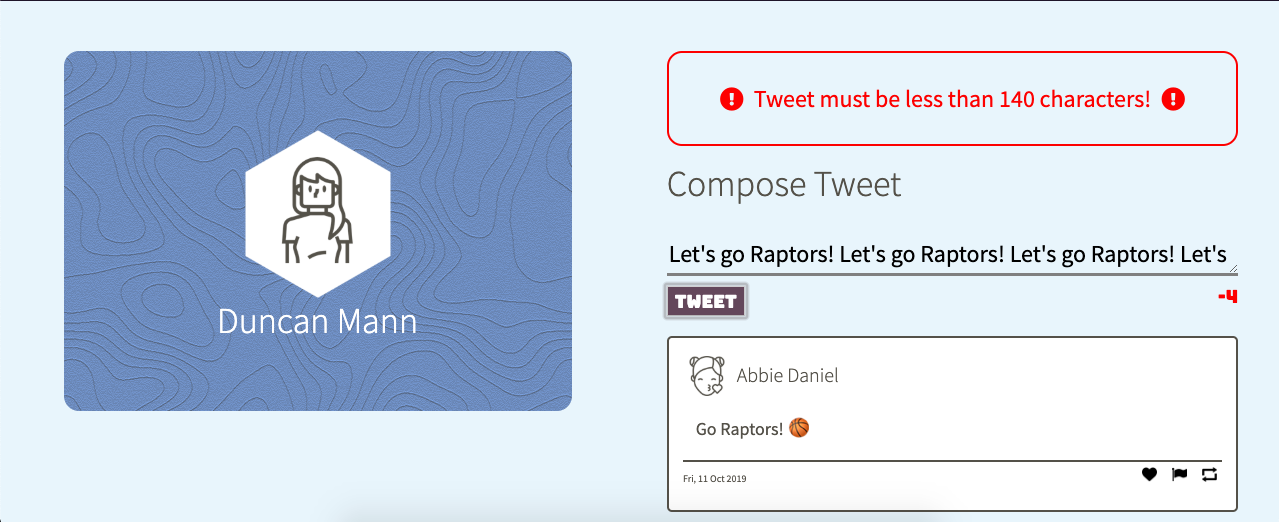 Duncan Mann
Tweet must be less than 140 characters!
Compose Tweet
Let's go Raptors! Let's go Raptors! Let's go Raptors! Let's
TWEET
-4
Abbie Daniel
Go Raptors! 🏀
Fri, 11 Oct 2019